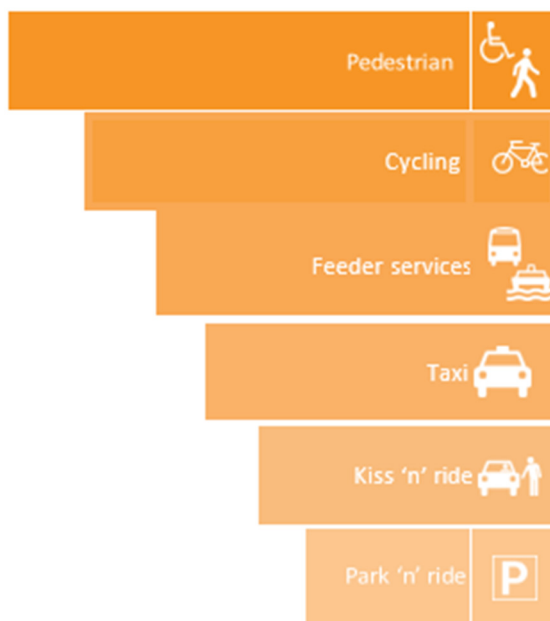 Pedestrian
Cycling
Feeder services
Taxi
Kiss ‘n’ ride
Park ‘n’ ride
P